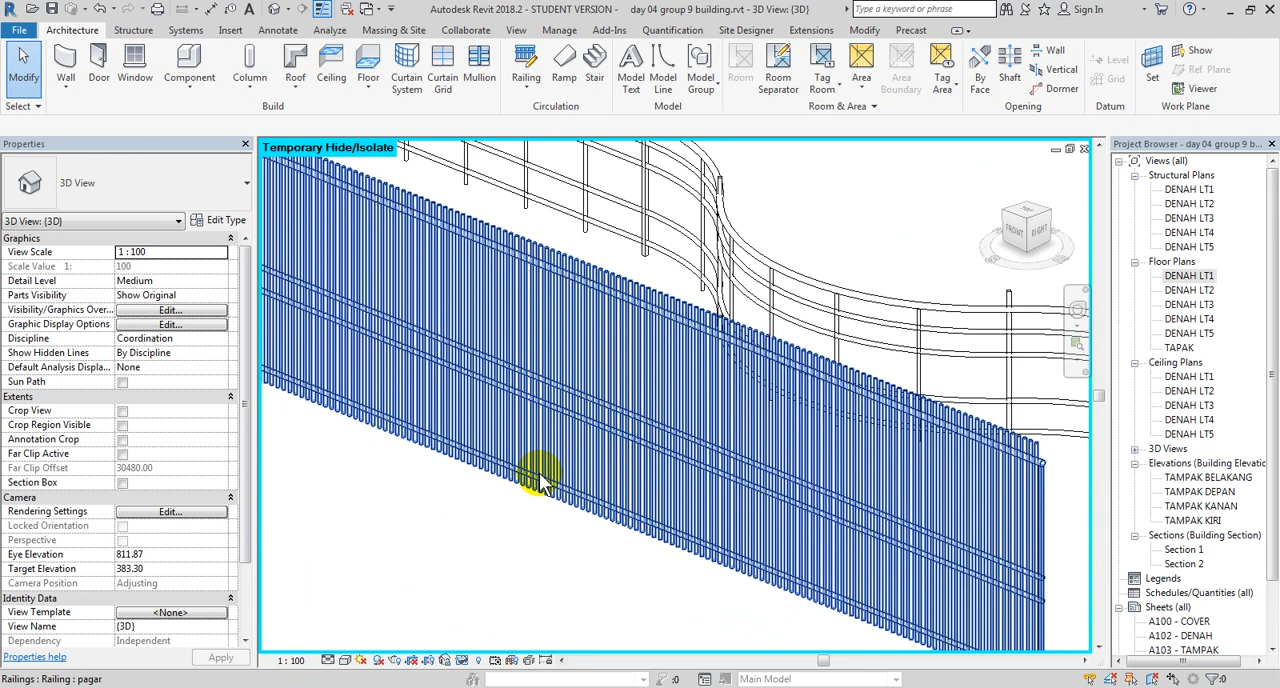 Autodesk Revit 2018.2 - STUDENT VERSION -     day 04 group 9 building.rvt - 3D View: {3D}
Type a keyword or phrase
Sign In
File Architecture Structure Systems Insert Annotate Analyze Massing & Site Collaborate View Manage Add-Ins Quantification Site Designer Extensions Modify Precast
Modify Wall Door Window Component Column Roof Ceiling Floor Curtain System Curtain Grid Mullion Railing Ramp Stair Model Text Model Line Model Group Room Room Separator Tag Room Area Area Boundary Tag Area By Face Shaft Wall Vertical Dormer Level Grid Set Show Ref Plane Viewer
Select Build Circulation Model Room & Area Opening Datum Work Plane
Properties
3D View
3D View: {3D} Edit Type
Graphics
View Scale 1 : 100
Scale Value 1: 100
Detail Level Medium
Parts Visibility Show Original
Visibility/Graphics Over... Edit...
Graphic Display Options Edit...
Discipline Coordination
Show Hidden Lines By Discipline
Default Analysis Displa... None
Sun Path
Extents
Crop View
Crop Region Visible
Annotation Crop
Far Clip Active
Far Clip Offset 30480.00
Section Box
Camera
Rendering Settings Edit...
Locked Orientation
Perspective
Eye Elevation 811.87
Target Elevation 383.30
Camera Position Adjusting
Identity Data
View Template <None>
View Name {3D}
Dependency Independent
Properties help Apply
Temporary Hide/Isolate
FRONT RIGHT
1 : 100
Project Browser - day 04 group 9 b...
Views (all)
Structural Plans
DENAH LT1
DENAH LT2
DENAH LT3
DENAH LT4
DENAH LT5
Floor Plans
DENAH LT1
DENAH LT2
DENAH LT3
DENAH LT4
DENAH LT5
TAPAK
Ceiling Plans
DENAH LT1
DENAH LT2
DENAH LT3
DENAH LT4
DENAH LT5
3D Views
Elevations (Building Elevatic
TAMPAK BELAKANG
TAMPAK DEPAN
TAMPAK KANAN
TAMPAK KIRI
Sections (Building Section)
Section 1
Section 2
Legends
Schedules/Quantities (all)
Sheets (all)
A100 - COVER
A102 - DENAH
A103 - TAMPAK
Railings : Railing : pagar
:0
Main Model
:0